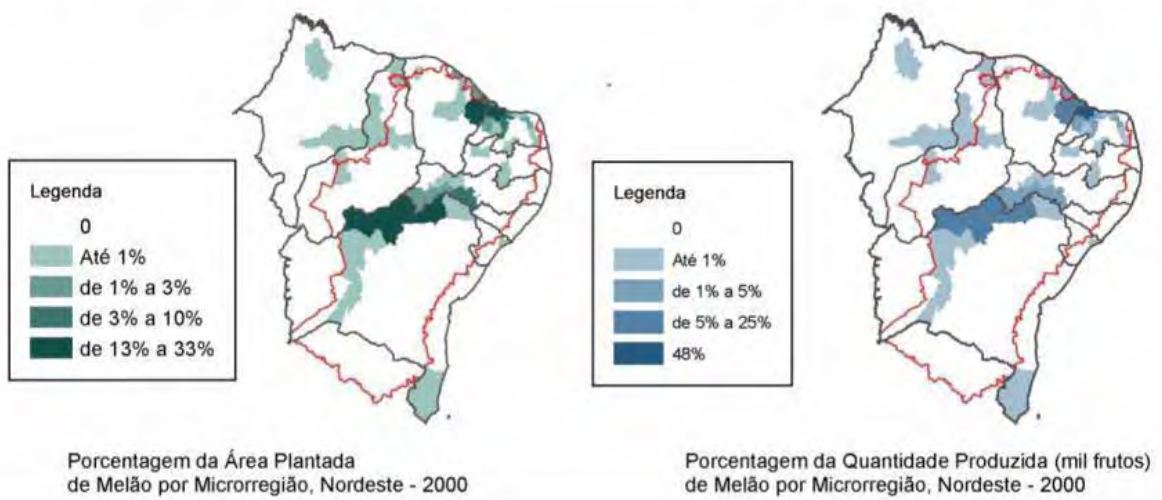 Legenda
0
Até 1%
de 1% a 3%
de 3% a 10%
de 13% a 33%
Porcentagem da Área Plantada
de Melão por Microrregião, Nordeste - 2000
Legenda
0
Até 1%
de 1% a 5%
de 5% a 25%
48%
Porcentagem da Quantidade Produzida (mil frutos)
de Melão por Microrregião, Nordeste - 2000